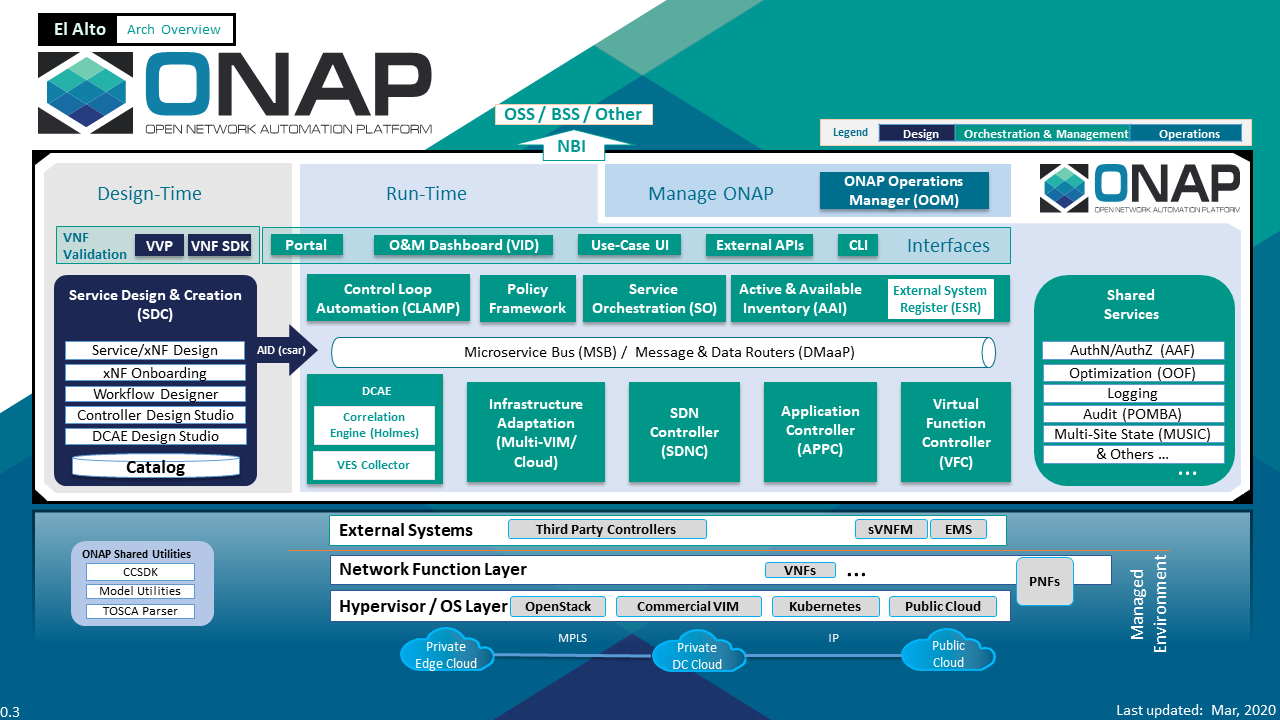 El Alto
Arch Overview
ONAP
OPEN NETWORK AUTOMATION PLATFORM
OSS / BSS / Other
NBI
Legend
Design
Orchestration & Management
Operations
Design-Time
Run-Time
Manage ONAP
ONAP Operations
Manager (OOM)
ONAP
OPEN NETWORK AUTOMATION PLATFORM
VNF
Validation
VVP
VNF SDK
Portal
O&M Dashboard (VID)
Use-Case UI
External APIs
CLI
Interfaces
Service Design & Creation
(SDC)
Service/xNF Design
xNF Onboarding
Workflow Designer
Controller Design Studio
DCAE Design Studio
Catalog
AID (csar)
Control Loop
Automation (CLAMP)
Policy
Framework
Service
Orchestration (SO)
Active & Available
Inventory (AAI)
External System
Register (ESR)
Microservice Bus (MSB) / Message & Data Routers (DMaaP)
DCAE
Correlation
Engine (Holmes)
VES Collector
Infrastructure
Adaptation
(Multi-VIM/
Cloud)
SDN
Controller
(SDNC)
Application
Controller
(APPC)
Virtual
Function
Controller
(VFC)
Shared
Services
AuthN/AuthZ (AAF)
Optimization (OOF)
Logging
Audit (POMBA)
Multi-Site State (MUSIC)
& Others ...
...
ONAP Shared Utilities
CCSDK
Model Utilities
TOSCA Parser
External Systems
Third Party Controllers
sVNFM
EMS
Network Function Layer
VNFs
...
PNFs
Hypervisor / OS Layer
OpenStack
Commercial VIM
Kubernetes
Public Cloud
Managed
Environment
Private
Edge Cloud
MPLS
Private
DC Cloud
IP
Public
Cloud
0.3
Last updated: Mar, 2020